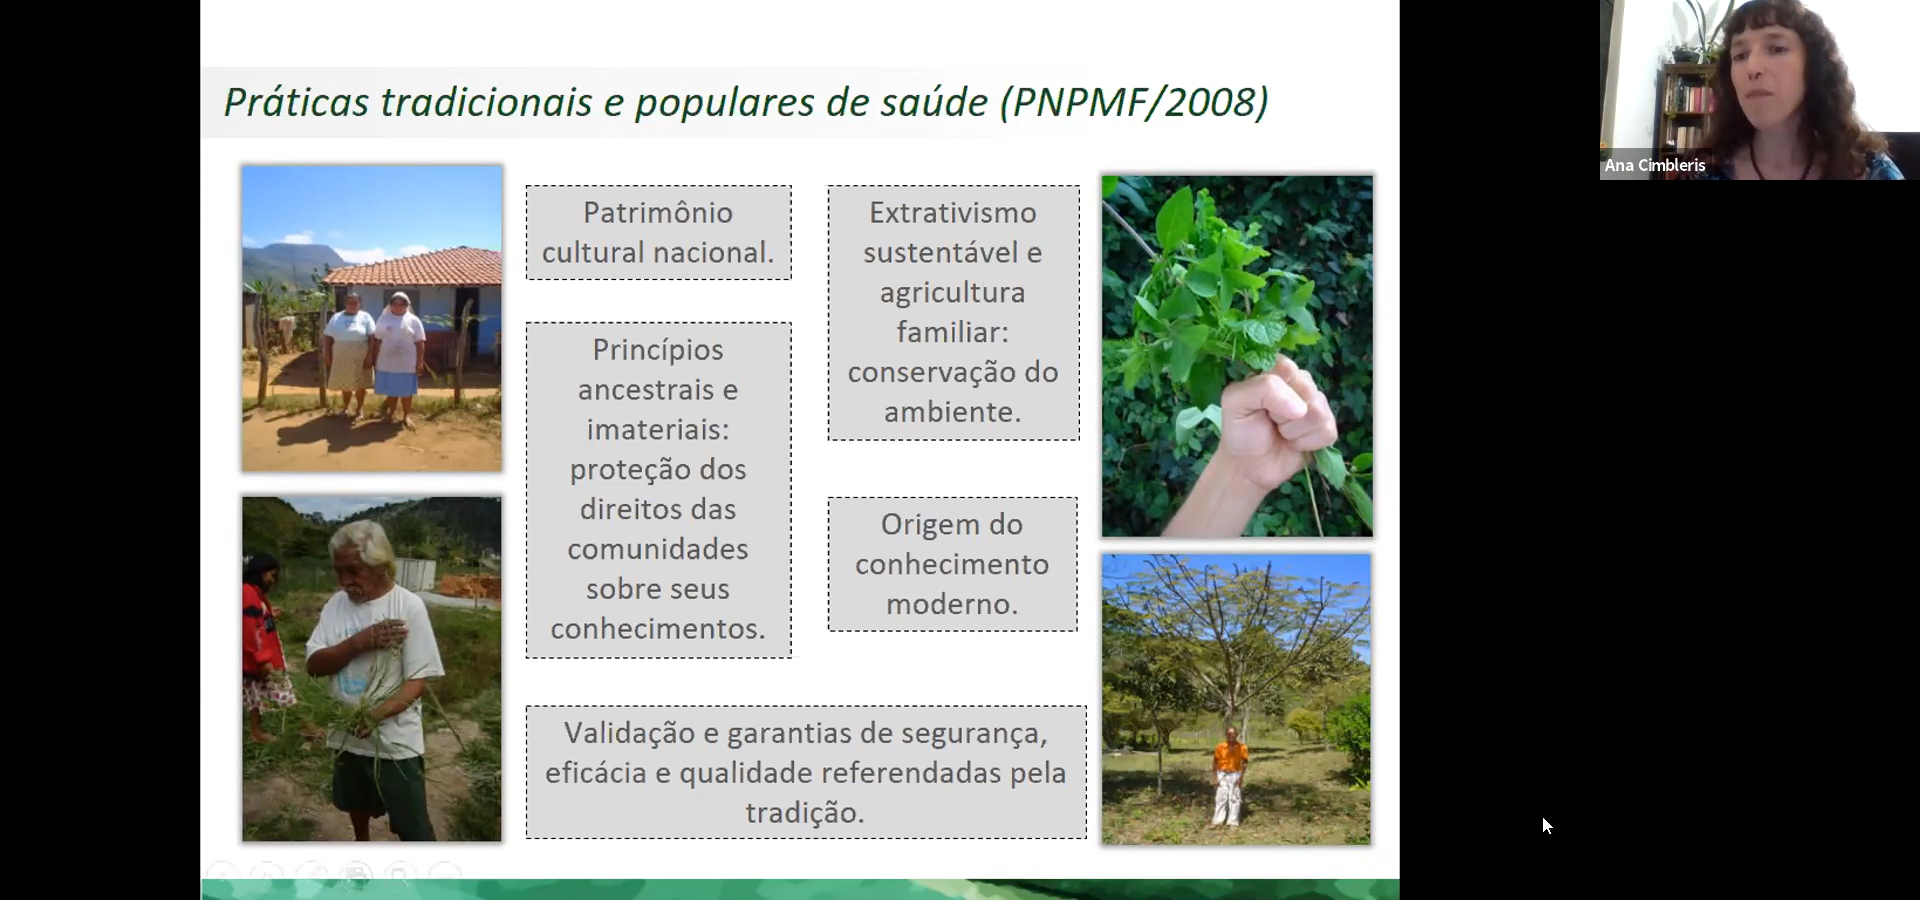 Práticas tradicionais e populares de saúde (PNPMF/2008)
Patrimônio
cultural nacional.
Princípios
ancestrais e
imateriais:
proteção dos
direitos das
comunidades
sobre seus
conhecimentos.
Extrativismo
sustentável e
agricultura
familiar:
conservação do
ambiente.
Origem do
conhecimento
moderno.
Validação e garantias de segurança,
eficácia e qualidade referendadas pela
tradição.
Ana Cimbleris